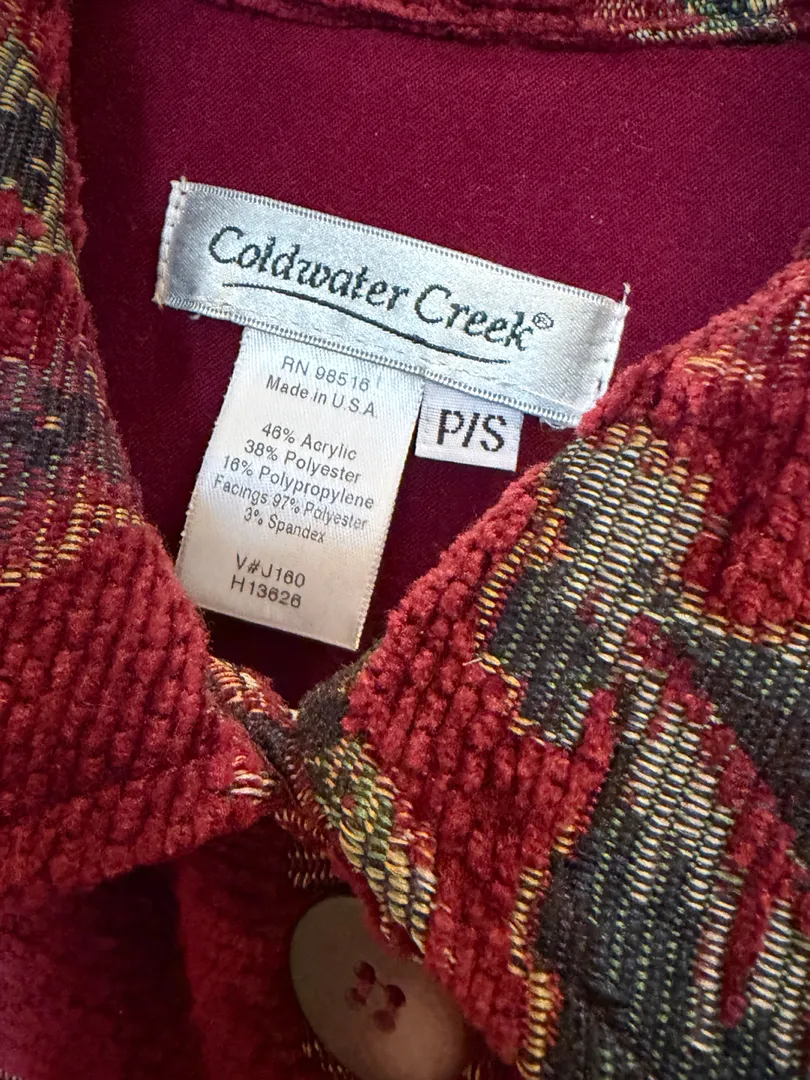 Coldwater Creek®
RN 98516
Made in U.S.A
46% Acrylic
38% Polyester
16% Polypropylene
Facings 97% Polyester
3% Spandex
V#J160
H13626
P/S